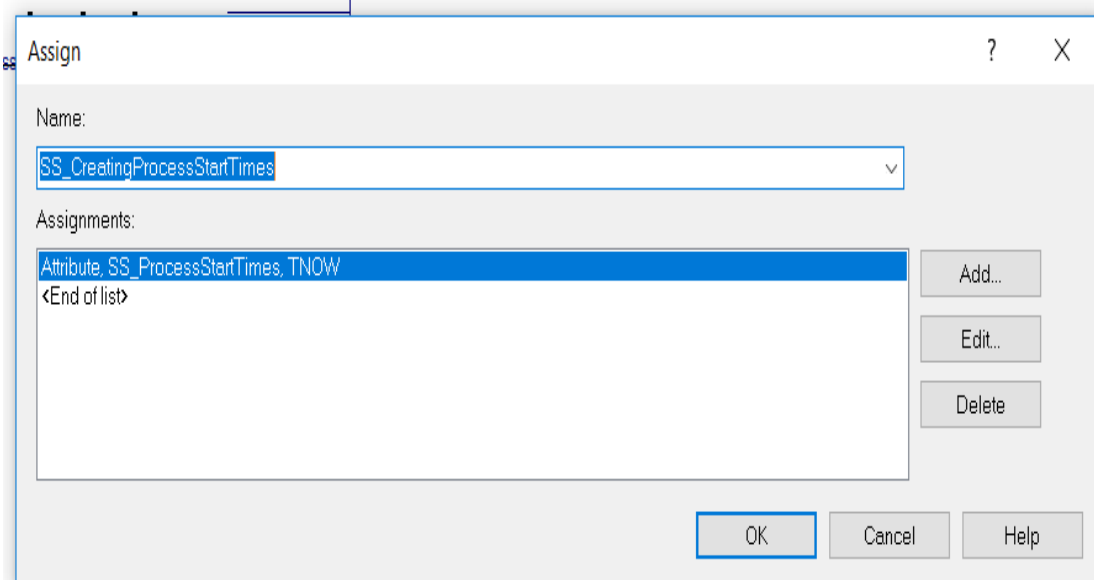 Assign
?
X
Name:
SS_CreatingProcessStartTimes
Assignments:
Attribute, SS_ProcessStartTimes, TNOW
<End of list>
Add...
Edit...
Delete
OK
Cancel
Help